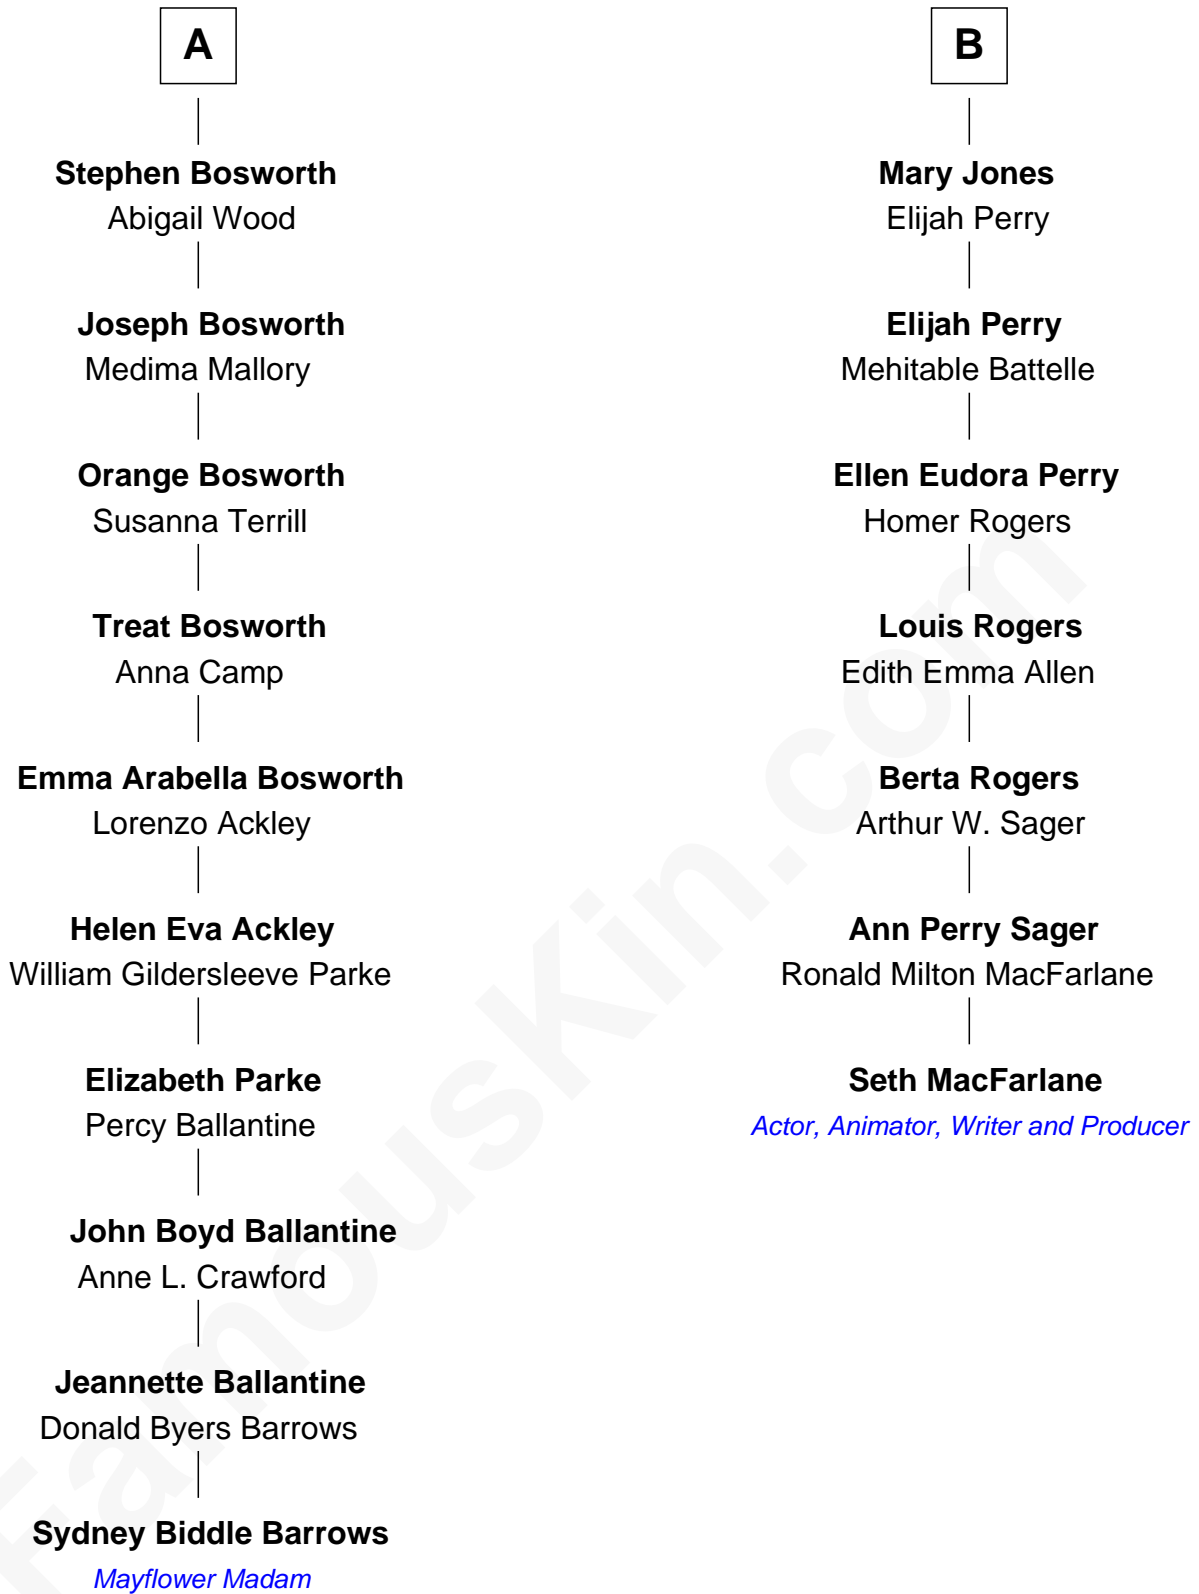 A
Stephen Bosworth
Abigail Wood
Joseph Bosworth
Medima Mallory
Orange Bosworth
Susanna Terrill
Treat Bosworth
Anna Camp
Emma Arabella Bosworth
Lorenzo Ackley
Helen Eva Ackley
William Gildersleeve Parke
Elizabeth Parke
Percy Ballantine
John Boyd Ballantine
Anne L. Crawford
Jeannette Ballantine
Donald Byers Barrows
Sydney Biddle Barrows
Mayflower Madam
B
Mary Jones
Elijah Perry
Elijah Perry
Mehitable Battelle
Ellen Eudora Perry
Homer Rogers
Louis Rogers
Edith Emma Allen
Berta Rogers
Arthur W. Sager
Ann Perry Sager
Ronald Milton MacFarlane
Seth MacFarlane
Actor, Animator, Writer and Producer
FamousKin.com